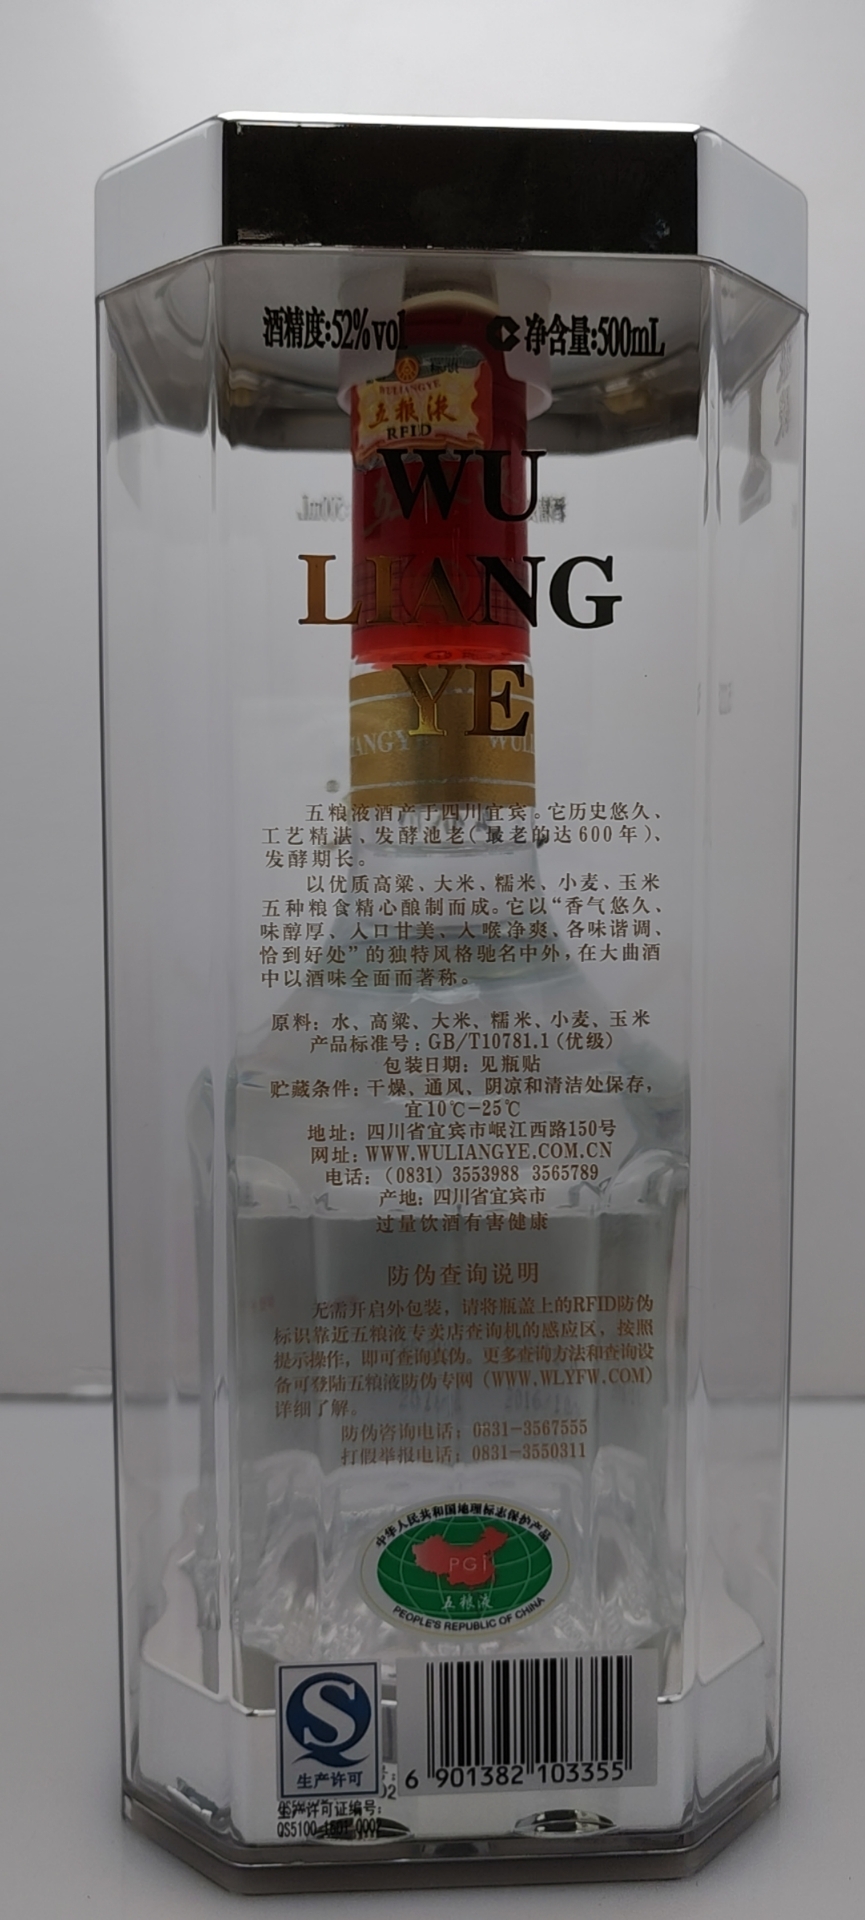 酒精度:52%vol 净含量:500mL
WULIANGYE
五粮液
RFID
WU
LIANG
YE
五粮液酒产于四川宜宾。它历史悠久、
工艺精湛、发酵池老(最老的达600年)、
发酵期长。
以优质高粱、大米、糯米、小麦、玉米
五种粮食精心酿制而成。它以“香气悠久、
味醇厚、入口甘美、入喉净爽、各味谐调、
恰到好处”的独特风格驰名中外,在大曲酒
中以酒味全面而著称。
原料: 水、高粱、大米、糯米、小麦、玉米
产品标准号: GB/T10781.1(优级)
包装日期: 见瓶贴
贮藏条件: 干燥、通风、阴凉和清洁处保存,
宜10℃-25℃
地址: 四川省宜宾市岷江西路150号
网址: WWW.WULIANGYE.COM.CN
电话: (0831) 3553988 3565789
产地: 四川省宜宾市
过量饮酒有害健康
防伪查询说明
无需开启外包装, 请将瓶盖上的RFID防伪
标识靠近五粮液专卖店查询机的感应区, 按照
提示操作, 即可查询真伪。更多查询方法和查询设
备可登陆五粮液防伪专网 (WWW.WLYFW.COM)
详细了解。
防伪咨询电话: 0831-3567555
打假举报电话: 0831-3550311
中华人民共和国地理标志保护产品
PGI
五粮液
PEOPLE'S REPUBLIC OF CHINA
生产许可
6 901382 103355
生产许可证编号:
QS5100